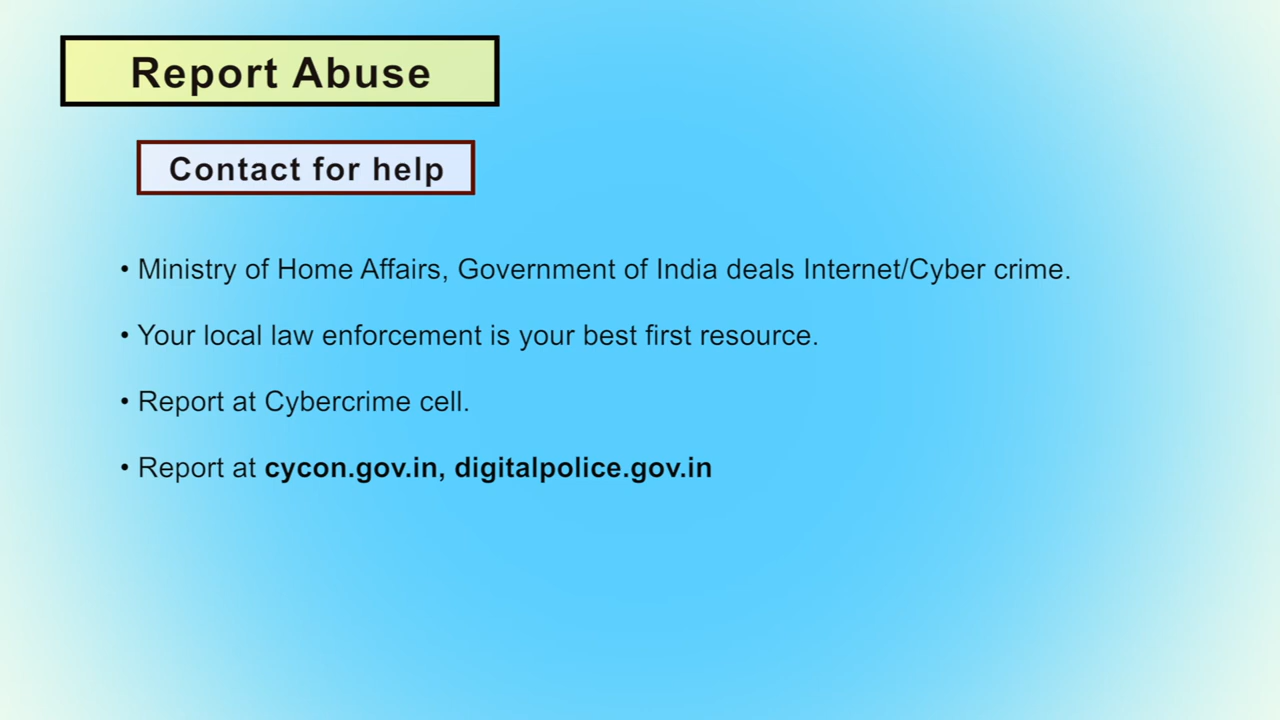 Report Abuse
Contact for help
• Ministry of Home Affairs, Government of India deals Internet/Cyber crime.
• Your local law enforcement is your best first resource.
• Report at Cybercrime cell.
• Report at cycon.gov.in, digitalpolice.gov.in